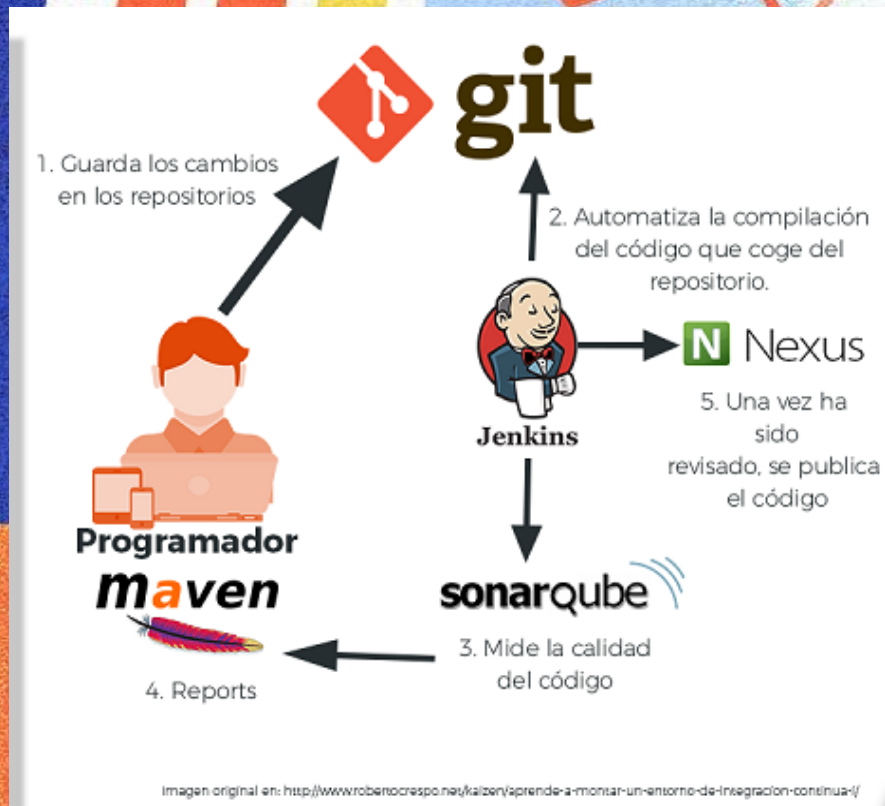 git
1. Guarda los cambios
en los repositorios
2. Automatiza la compilación
del código que coge del
repositorio.
Jenkins
N Nexus
5. Una vez ha
sido
revisado, se publica
el código
Programador
maven
sonarqube
3. Mide la calidad
del código
4. Reports
Imagen original en: http://www.robertocrespo.net/kaizen/aprende-a-montar-un-entorno-de-integracion-continua-i/